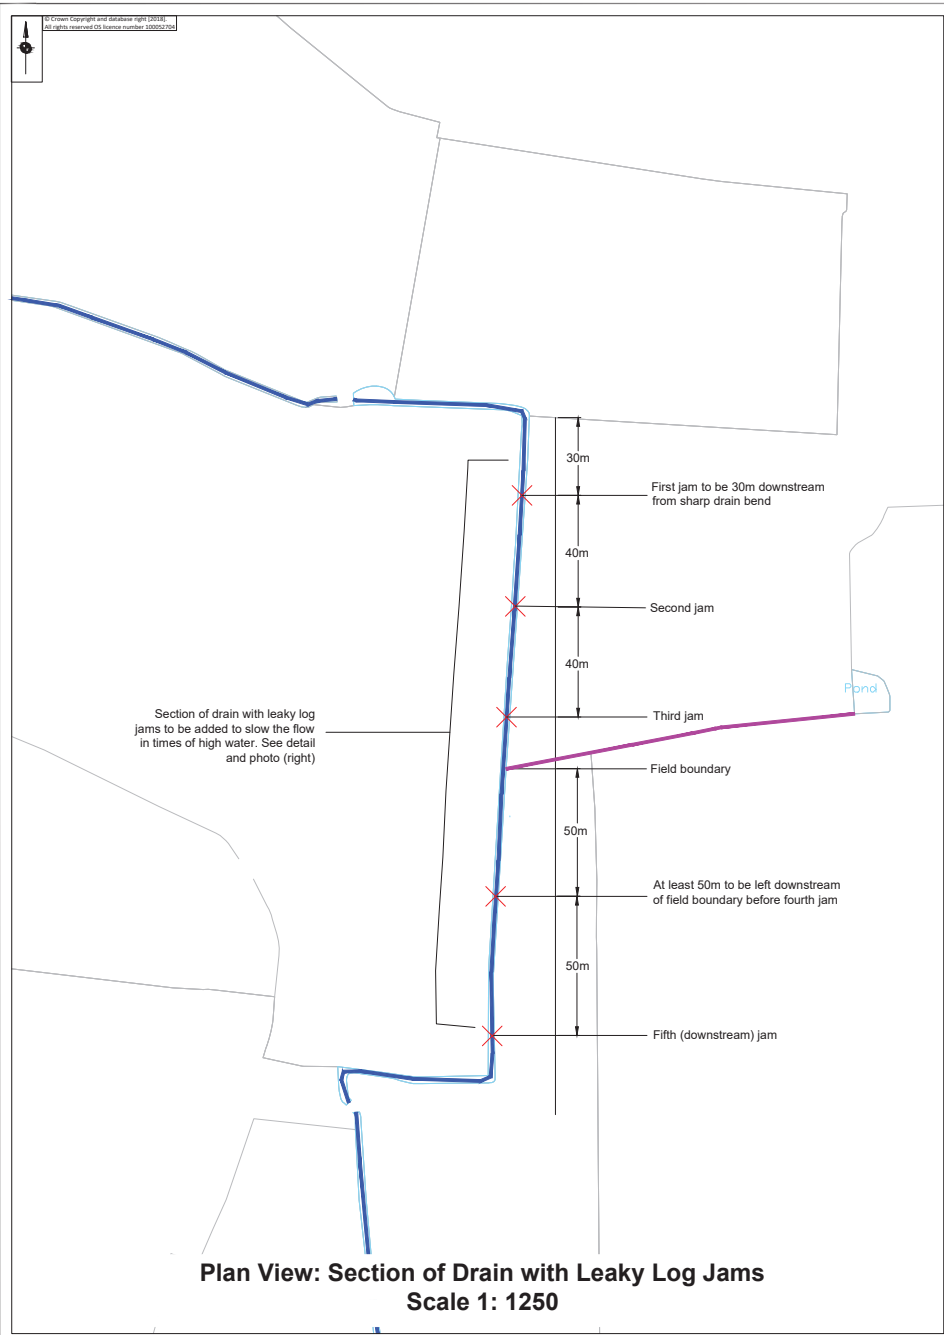 © Crown Copyright and database right [2018].
All rights reserved OS licence number 100052704
30m
First jam to be 30m downstream
from sharp drain bend
40m
Second jam
40m
Pond
Section of drain with leaky log
jams to be added to slow the flow
in times of high water. See detail
and photo (right)
Third jam
Field boundary
50m
At least 50m to be left downstream
of field boundary before fourth jam
50m
Fifth (downstream) jam
Plan View: Section of Drain with Leaky Log Jams
Scale 1: 1250